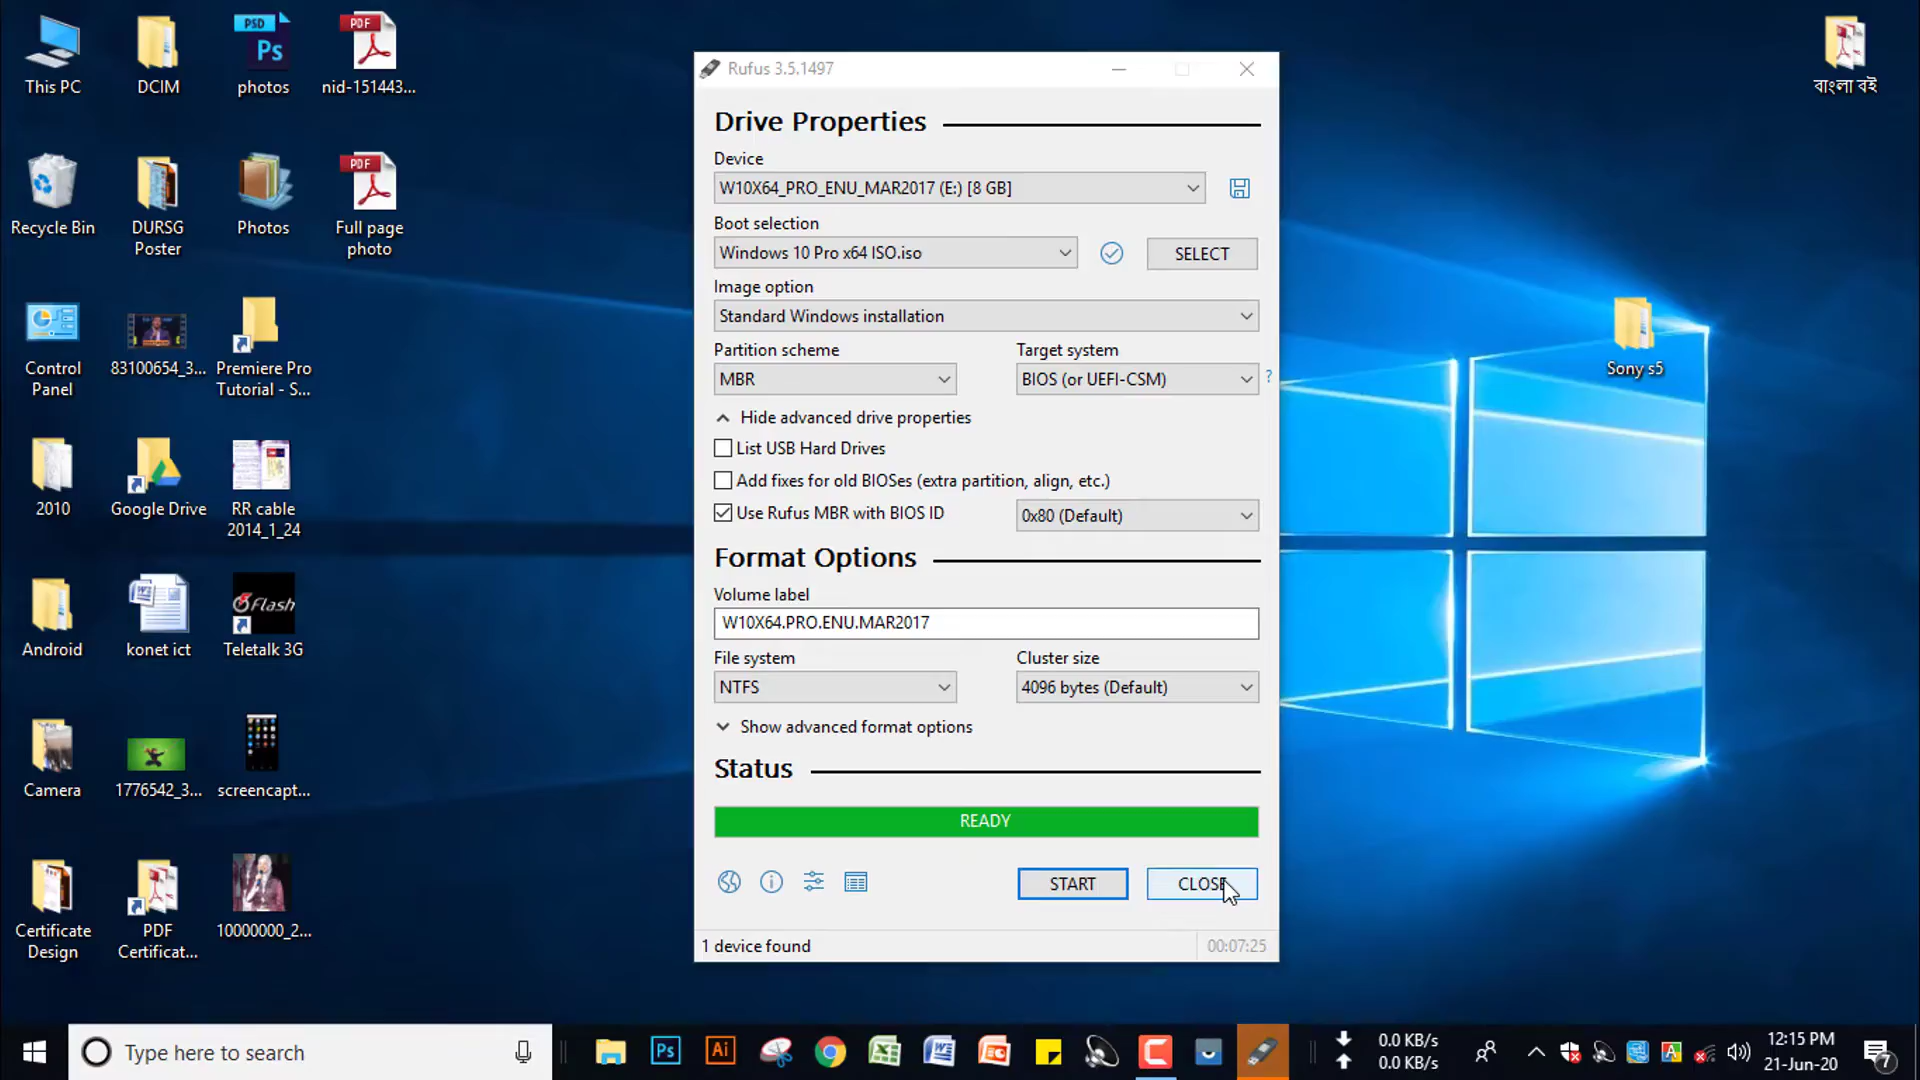 This PC
DCIM
PSD
Ps
photos
PDF
nid-151443...
বাংলা বই
Recycle Bin
DURSG
Poster
Photos
PDF
Full page
photo
Control
Panel
83100654_3...
Premiere Pro
Tutorial - S...
Sony s5
2010
Google Drive
RR cable
2014_1_24
Android
konet ict
Flash
Teletalk 3G
Camera
1776542_3...
screencapt...
Certificate
Design
PDF
Certificat...
10000000_2...
Rufus 3.5.1497
Drive Properties
Device
W10X64_PRO_ENU_MAR2017 (E:) [8 GB]
Boot selection
Windows 10 Pro x64 ISO.iso
SELECT
Image option
Standard Windows installation
Partition scheme
Target system
MBR
BIOS (or UEFI-CSM)
?
Hide advanced drive properties
List USB Hard Drives
Add fixes for old BIOSes (extra partition, align, etc.)
Use Rufus MBR with BIOS ID
0x80 (Default)
Format Options
Volume label
W10X64.PRO.ENU.MAR2017
File system
Cluster size
NTFS
4096 bytes (Default)
Show advanced format options
Status
READY
START
CLOSE
1 device found
00:07:25
Type here to search
Ps
Ai
0.0 KB/s
0.0 KB/s
A
12:15 PM
21-Jun-20
7